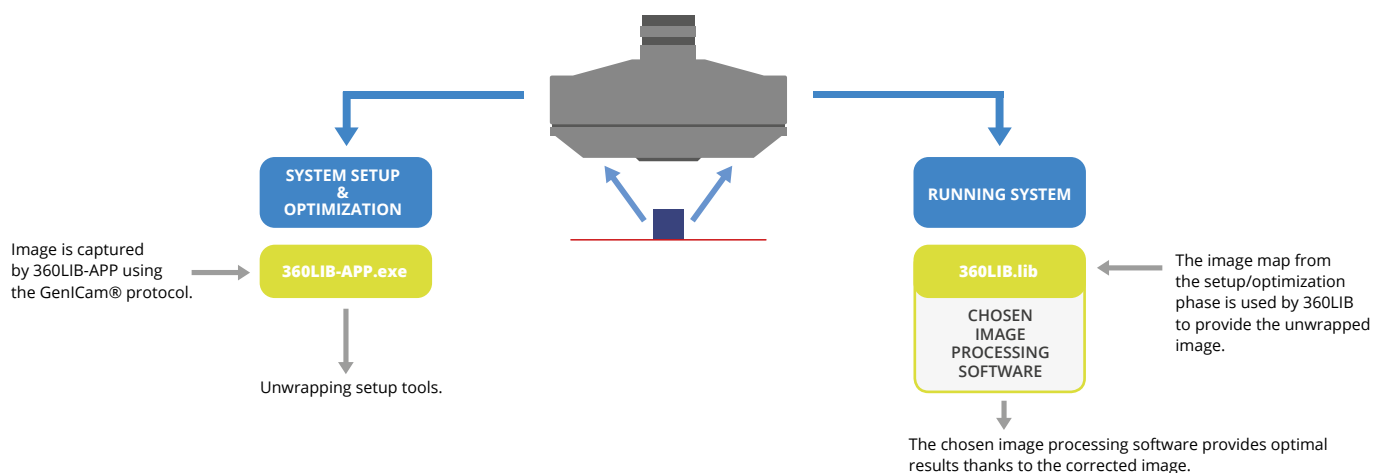 SYSTEM SETUP
&
OPTIMIZATION
Image is captured
by 360LIB-APP using
the GenICam® protocol.
360LIB-APP.exe
Unwrapping setup tools.
RUNNING SYSTEM
360LIB.lib
CHOSEN
IMAGE
PROCESSING
SOFTWARE
The image map from
the setup/optimization
phase is used by 360LIB
to provide the unwrapped
image.
The chosen image processing software provides optimal
results thanks to the corrected image.